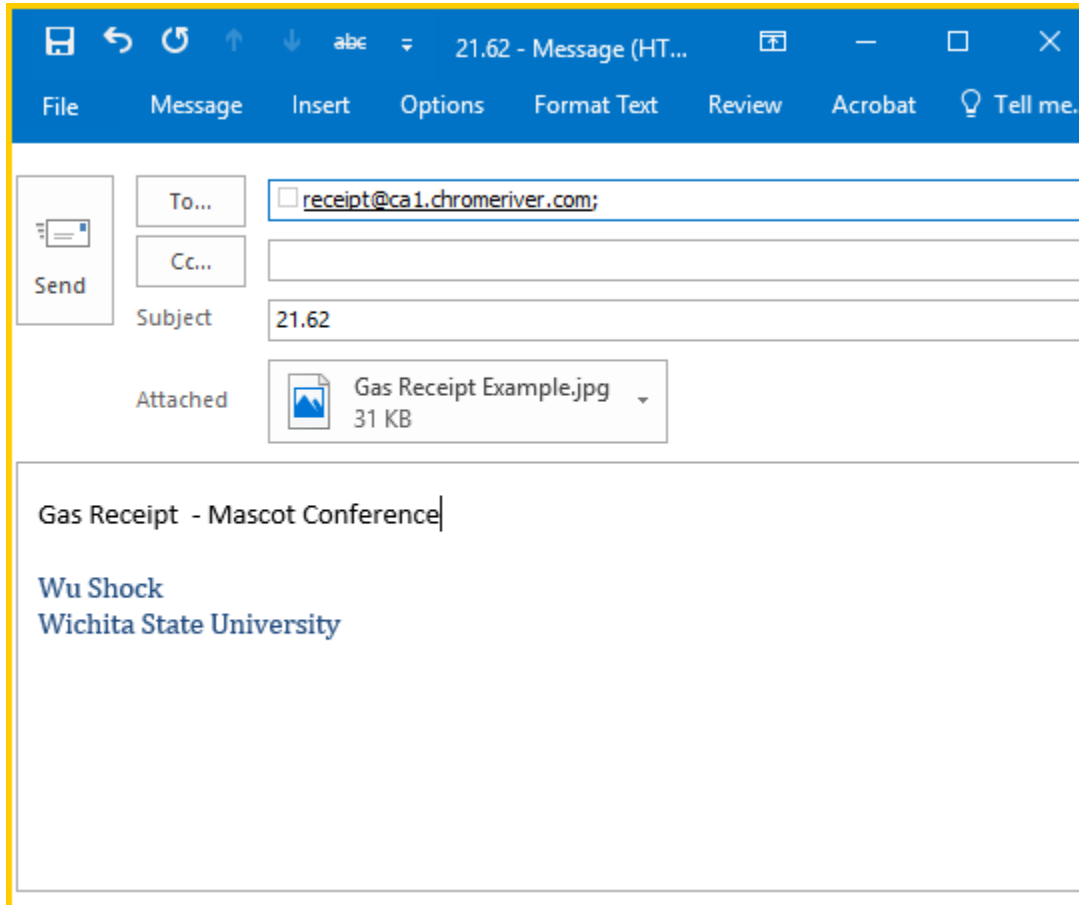 abc 21.62 - Message (HT...
File Message Insert Options Format Text Review Acrobat Tell me..
To... receipt@ca1.chromeriver.com;
Cc...
Send
Subject 21.62
Attached Gas Receipt Example.jpg
31 KB
Gas Receipt - Mascot Conference
Wu Shock
Wichita State University